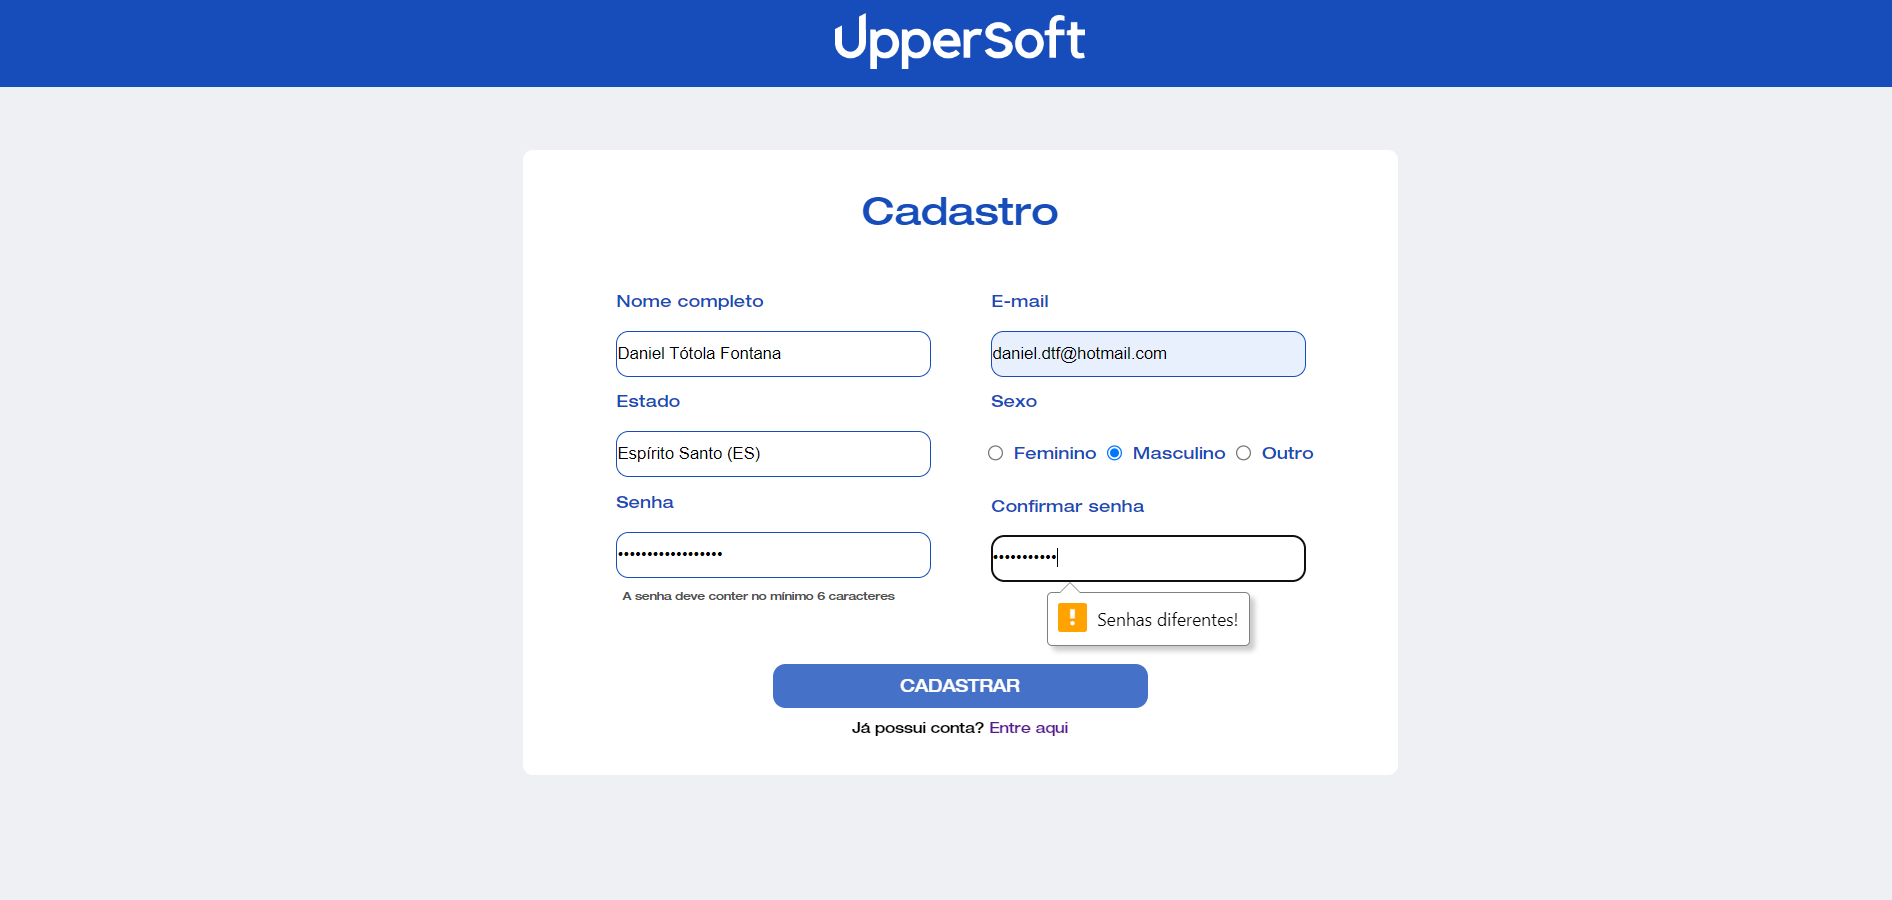 UpperSoft
Cadastro
Nome completo
E-mail
Daniel Tótola Fontana
daniel.dtf@hotmail.com
Estado
Sexo
Espírito Santo (ES)
Feminino Masculino Outro
Senha
Confirmar senha
••••••••••••••••••
•••••••••••
A senha deve conter no mínimo 6 caracteres
Senhas diferentes!
CADASTRAR
Já possui conta? Entre aqui